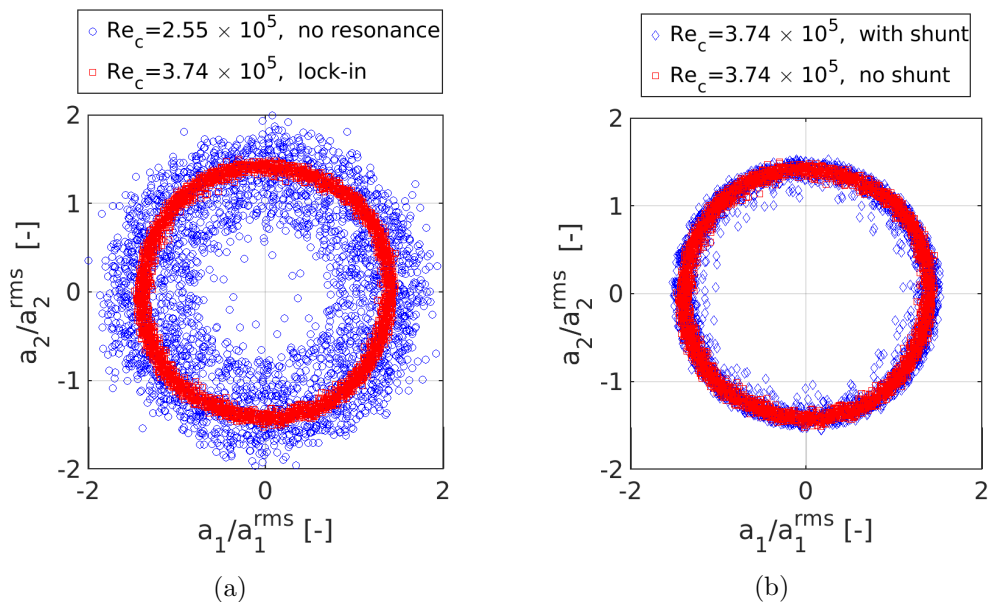 Re_c=2.55 × 10^5, no resonance
Re_c=3.74 × 10^5, lock-in
2
1
0
-1
-2
-2
0
2
a_2/a_2^rms [-]
a_1/a_1^rms [-]
(a)
Re_c=3.74 × 10^5, with shunt
Re_c=3.74 × 10^5, no shunt
2
1
0
-1
-2
-2
0
2
a_2/a_2^rms [-]
a_1/a_1^rms [-]
(b)